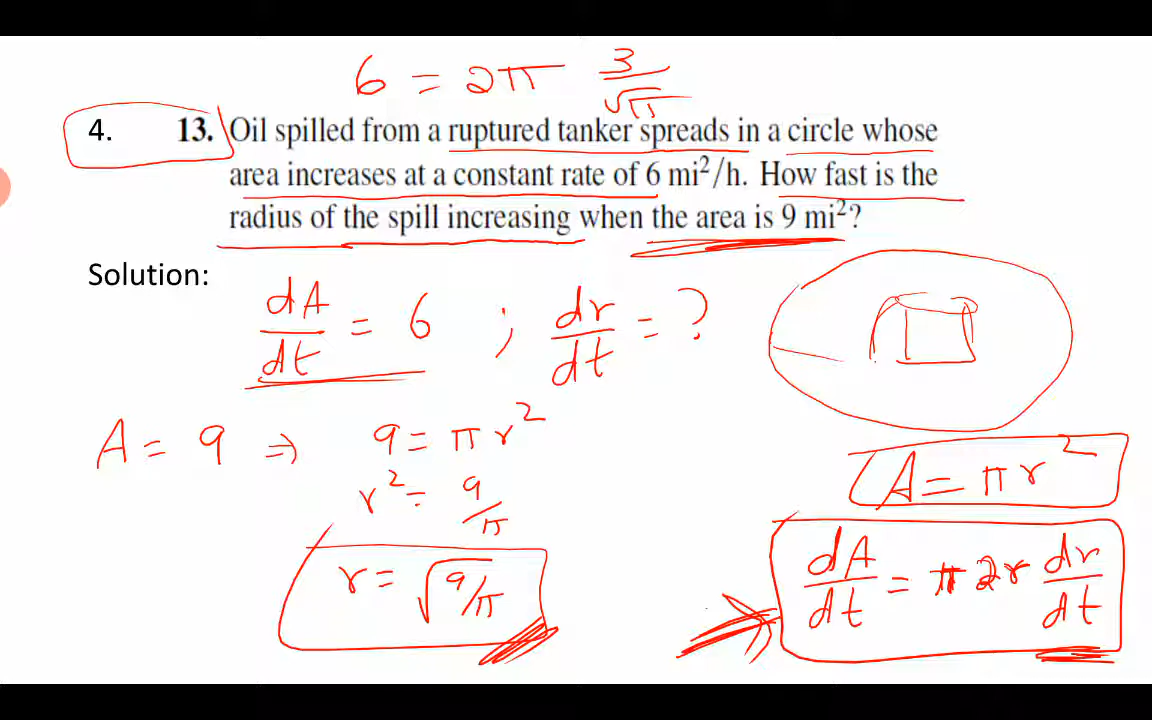 6 = 2π 3/√π
4. 13. Oil spilled from a ruptured tanker spreads in a circle whose
area increases at a constant rate of 6 mi²/h. How fast is the
radius of the spill increasing when the area is 9 mi²?
Solution:
dA/dt = 6 ; dr/dt = ?
A = 9 ⇒ 9 = πr²
r² = 9/π
r = √9/π
A = πr²
dA/dt = π 2r dr/dt